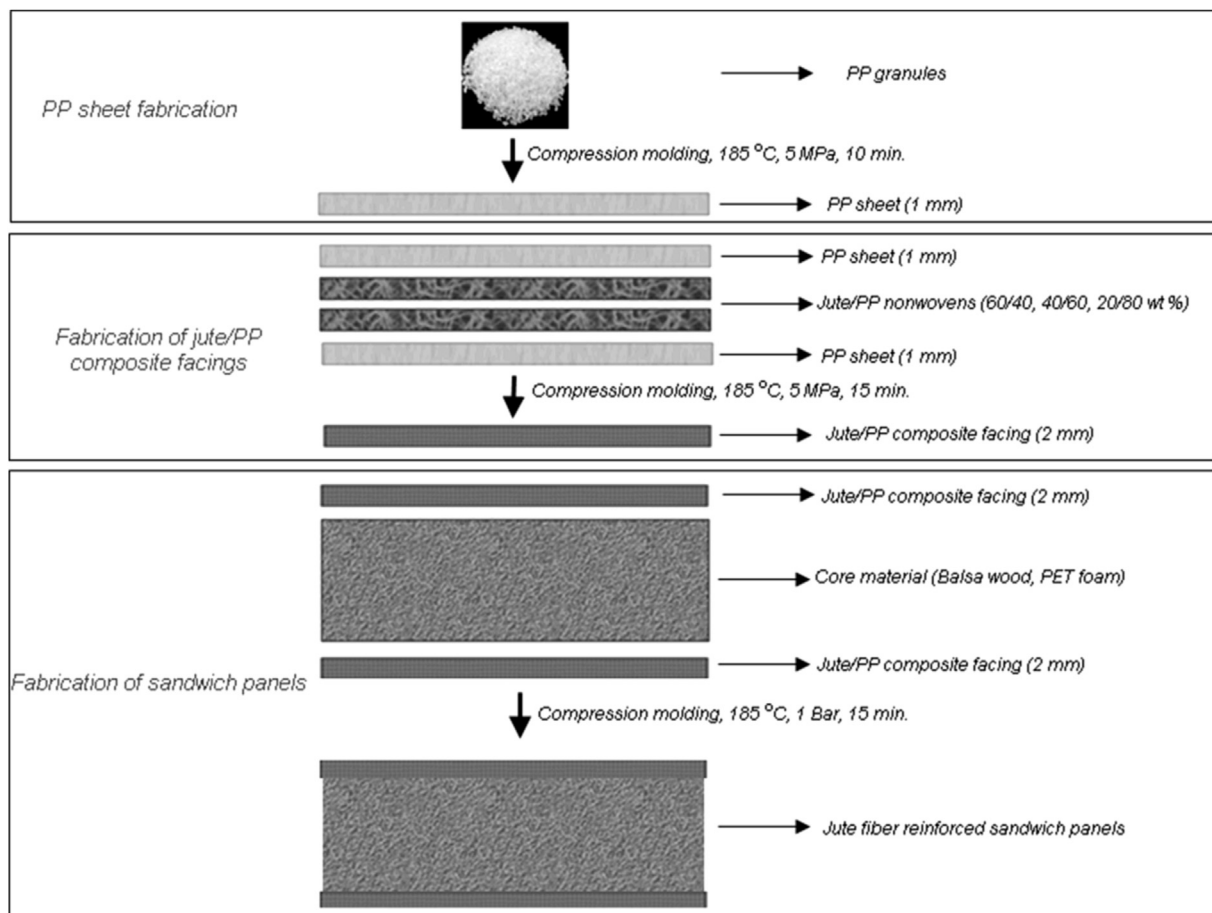 PP granules
PP sheet fabrication
Compression molding, 185 °C, 5 MPa, 10 min.
PP sheet (1 mm)
PP sheet (1 mm)
Jute/PP nonwovens (60/40, 40/60, 20/80 wt %)
Fabrication of jute/PP
composite facings
PP sheet (1 mm)
Compression molding, 185 °C, 5 MPa, 15 min.
Jute/PP composite facing (2 mm)
Jute/PP composite facing (2 mm)
Core material (Balsa wood, PET foam)
Jute/PP composite facing (2 mm)
Fabrication of sandwich panels
Compression molding, 185 °C, 1 Bar, 15 min.
Jute fiber reinforced sandwich panels